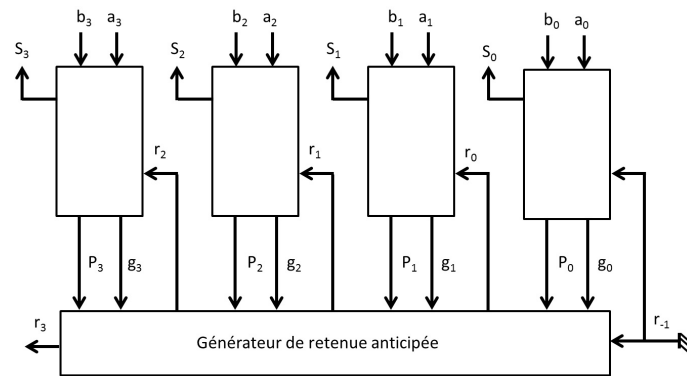 b₃ a₃ b₂ a₂ b₁ a₁ b₀ a₀
S₃ S₂ S₁ S₀
r₂ r₁ r₀
P₃ g₃ P₂ g₂ P₁ g₁ P₀ g₀
r₃ Générateur de retenue anticipée r₋₁